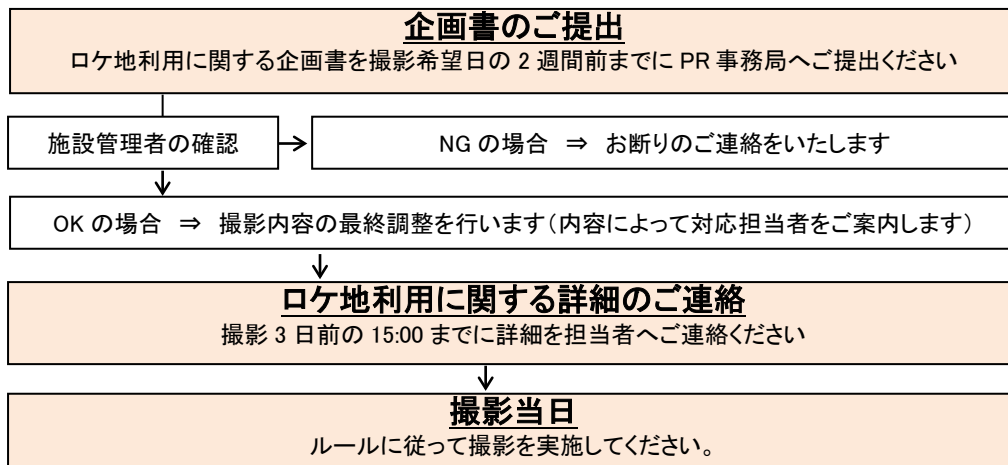 企画書のご提出
ロケ地利用に関する企画書を撮影希望日の 2 週間前までに PR 事務局へご提出ください
施設管理者の確認
NG の場合 ⇒ お断りのご連絡をいたします
OK の場合 ⇒ 撮影内容の最終調整を行います(内容によって対応担当者をご案内します)
ロケ地利用に関する詳細のご連絡
撮影 3 日前の 15:00 までに詳細を担当者へご連絡ください
撮影当日
ルールに従って撮影を実施してください。